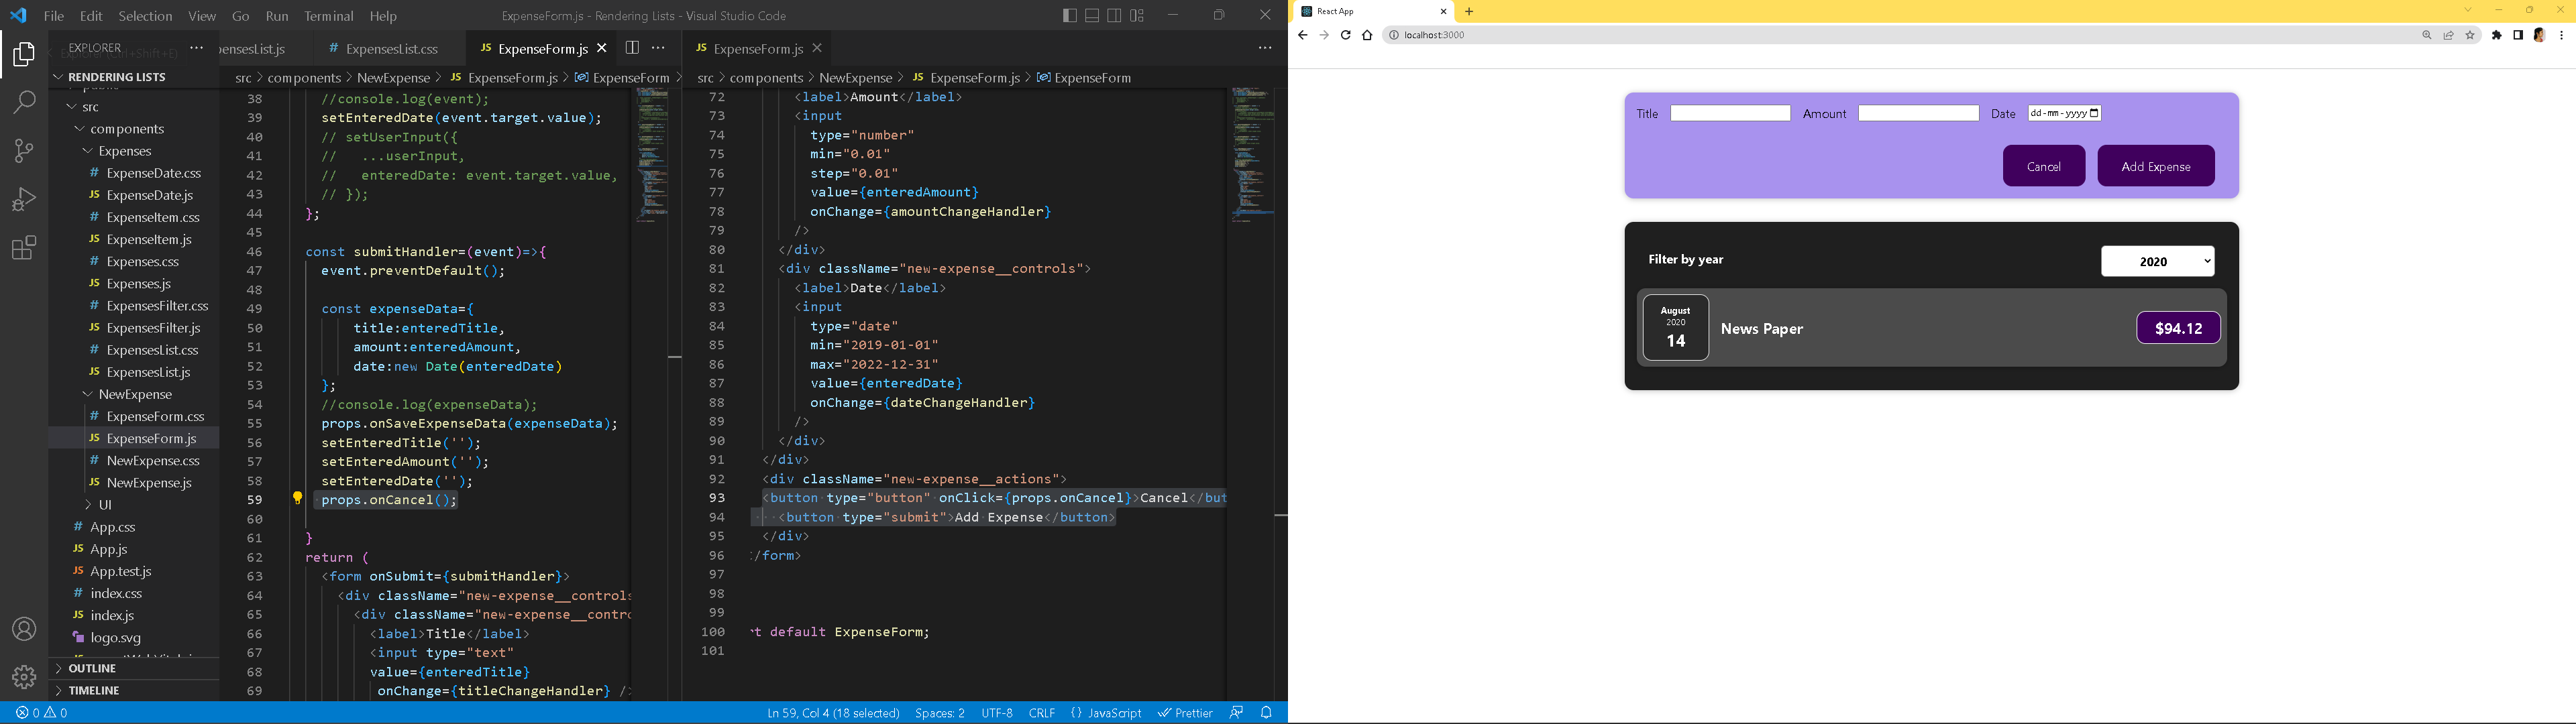 File Edit Selection View Go Run Terminal Help
ExpenseForm.js - Rendering Lists - Visual Studio Code
EXPLORER
RENDERING LISTS
src
components
Expenses
ExpenseDate.css
ExpenseDate.js
ExpenseItem.css
ExpenseItem.js
Expenses.css
Expenses.js
ExpensesFilter.css
ExpensesFilter.js
ExpensesList.css
ExpensesList.js
NewExpense
ExpenseForm.css
ExpenseForm.js
NewExpense.css
NewExpense.js
UI
App.css
App.js
App.test.js
index.css
index.js
logo.svg
OUTLINE
TIMELINE
pensesList.js # ExpensesList.css JS ExpenseForm.js
src > components > NewExpense > JS ExpenseForm.js > ExpenseForm
38 //console.log(event);
39 setEnteredDate(event.target.value);
40 // setUserInput({
41 //   ...userInput,
42 //   enteredDate: event.target.value,
43 // });
44 };
45
46 const submitHandler=(event)=>{
47 event.preventDefault();
48
49 const expenseData={
50 title:enteredTitle,
51 amount:enteredAmount,
52 date:new Date(enteredDate)
53 };
54 //console.log(expenseData);
55 props.onSaveExpenseData(expenseData);
56 setEnteredTitle('');
57 setEnteredAmount('');
58 setEnteredDate('');
59 props.onCancel();
60
61 }
62 return (
63 <form onSubmit={submitHandler}>
64 <div className="new-expense__controls
65 <div className="new-expense__contro
66 <label>Title</label>
67 <input type="text"
68 value={enteredTitle}
69 onChange={titleChangeHandler} />
JS ExpenseForm.js
src > components > NewExpense > JS ExpenseForm.js > ExpenseForm
72 <label>Amount</label>
73 <input
74 type="number"
75 min="0.01"
76 step="0.01"
77 value={enteredAmount}
78 onChange={amountChangeHandler}
79 />
80 </div>
81 <div className="new-expense__controls">
82 <label>Date</label>
83 <input
84 type="date"
85 min="2019-01-01"
86 max="2022-12-31"
87 value={enteredDate}
88 onChange={dateChangeHandler}
89 />
90 </div>
91 </div>
92 <div className="new-expense__actions">
93 <button type="button" onClick={props.onCancel}>Cancel</but
94 <button type="submit">Add Expense</button>
95 </div>
96 </form>
97
98
99
100 rt default ExpenseForm;
101
0 0
Ln 59, Col 4 (18 selected) Spaces: 2 UTF-8 CRLF {} JavaScript Prettier
React App
localhost:3000
Title Amount Date dd-mm-yyyy
Cancel Add Expense
Filter by year 2020
August
2020
14
News Paper
$94.12